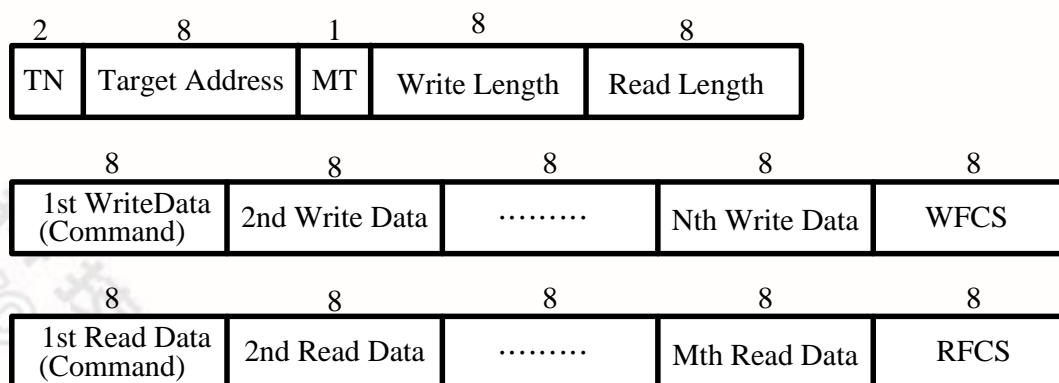 2 8 1 8 8
TN Target Address MT Write Length Read Length
8 8 8 8 8
1st WriteData (Command) 2nd Write Data ……… Nth Write Data WFCS
8 8 8 8 8
1st Read Data (Command) 2nd Read Data ……… Mth Read Data RFCS